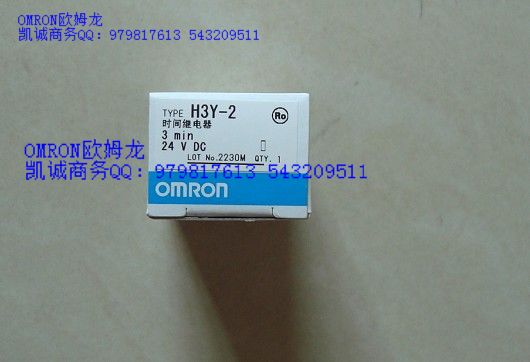 OMRON欧姆龙
凯诚商务QQ：979817613 543209511
TYPE H3Y-2
时间继电器
3 min
24 V DC
LOT No.2230M QTY. 1
Ro
OMRON欧姆龙
凯诚商务QQ：979817613 543209511
OMRON